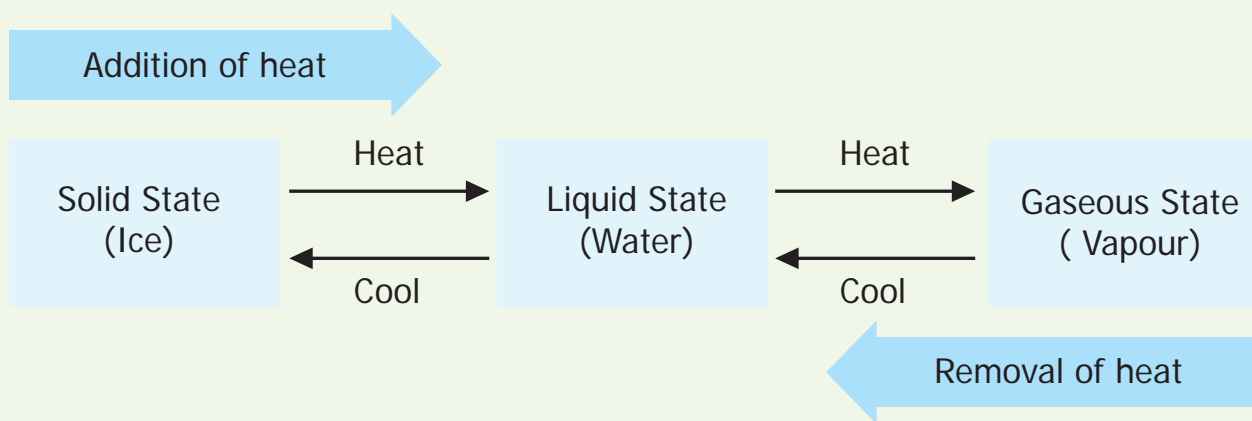 Addition of heat
Heat
Heat
Solid State
(Ice)
Liquid State
(Water)
Gaseous State
( Vapour)
Cool
Cool
Removal of heat